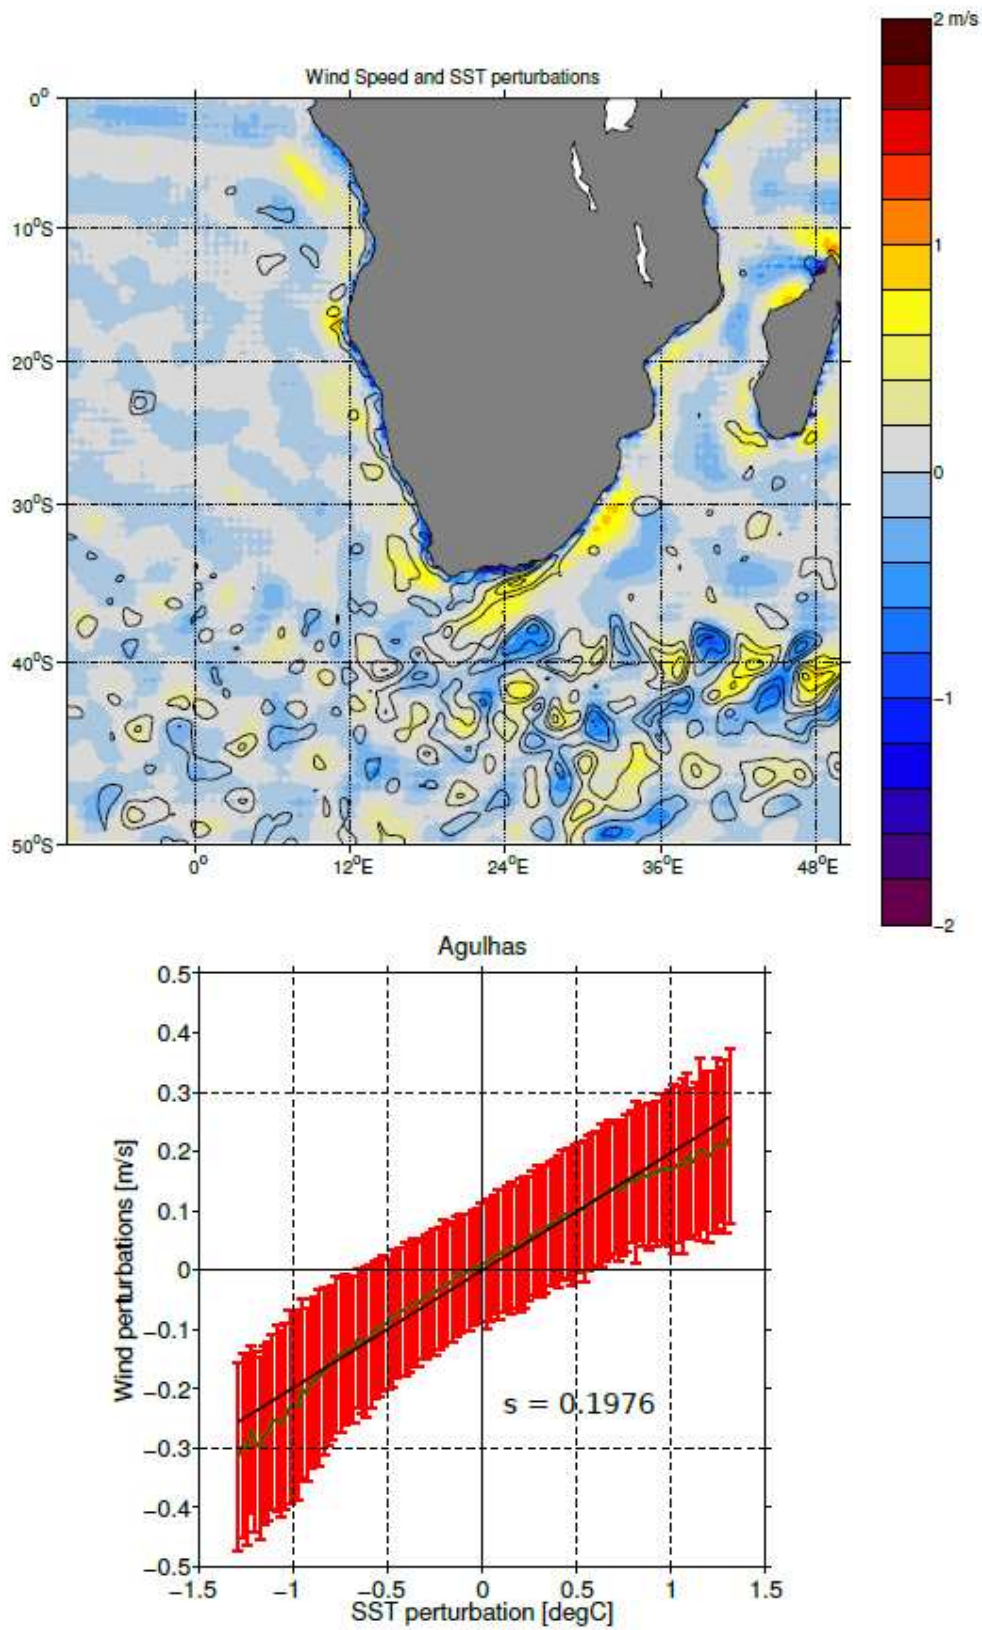 2 m/s
Wind Speed and SST perturbations
0°
10°S
1
20°S
0
30°S
40°S
−1
50°S
0° 12°E 24°E 36°E 48°E
−2
Agulhas
0.5
0.4
0.3
0.2
0.1
0
−0.1
−0.2
−0.3
−0.4
−0.5
Wind perturbations [m/s]
s = 0.1976
−1.5 −1 −0.5 0 0.5 1 1.5
SST perturbation [degC]